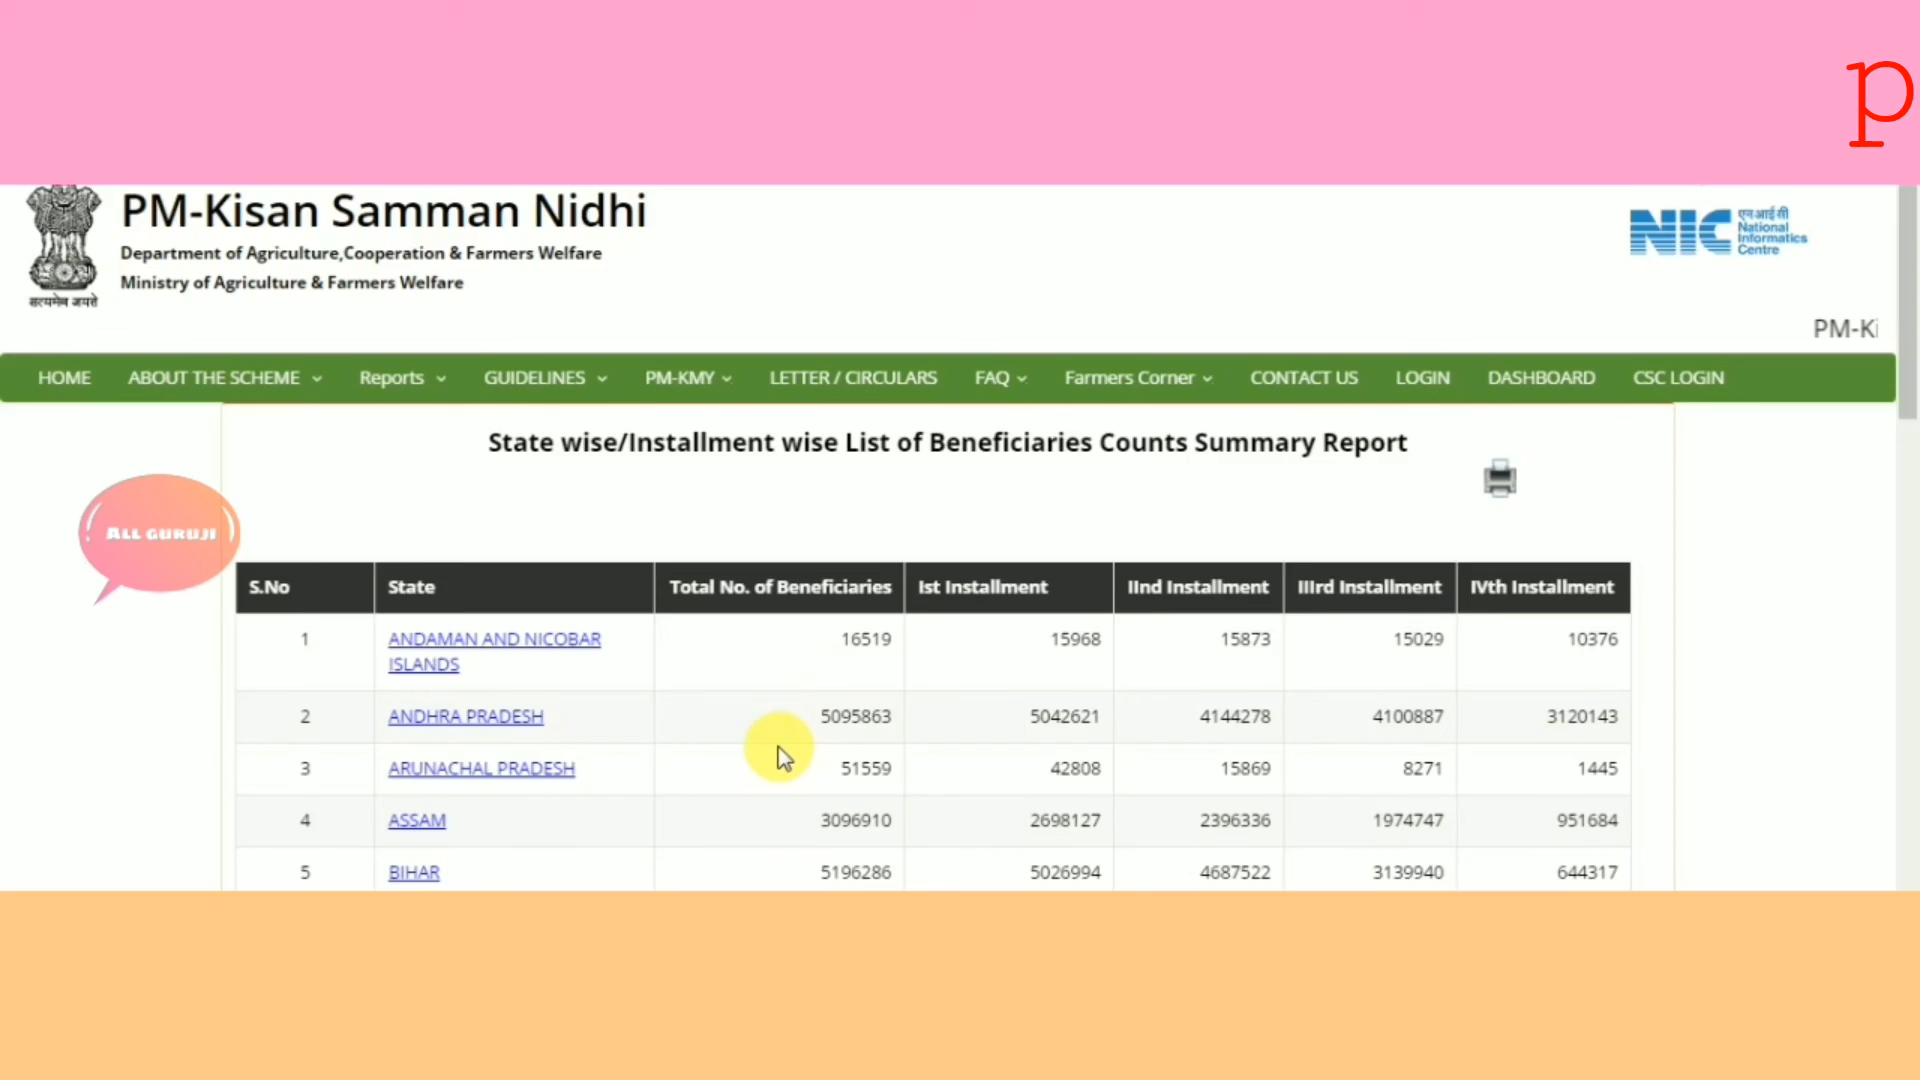 p
PM-Kisan Samman Nidhi
Department of Agriculture,Cooperation & Farmers Welfare
Ministry of Agriculture & Farmers Welfare
सत्यमेव जयते
NIC एन आई सी
National
Informatics
Centre
PM-Ki
HOME ABOUT THE SCHEME Reports GUIDELINES PM-KMY LETTER / CIRCULARS FAQ Farmers Corner CONTACT US LOGIN DASHBOARD CSC LOGIN
State wise/Installment wise List of Beneficiaries Counts Summary Report
ALL GURUJI
S.No State Total No. of Beneficiaries Ist Installment IInd Installment IIIrd Installment IVth Installment
1 ANDAMAN AND NICOBAR ISLANDS 16519 15968 15873 15029 10376
2 ANDHRA PRADESH 5095863 5042621 4144278 4100887 3120143
3 ARUNACHAL PRADESH 51559 42808 15869 8271 1445
4 ASSAM 3096910 2698127 2396336 1974747 951684
5 BIHAR 5196286 5026994 4687522 3139940 644317